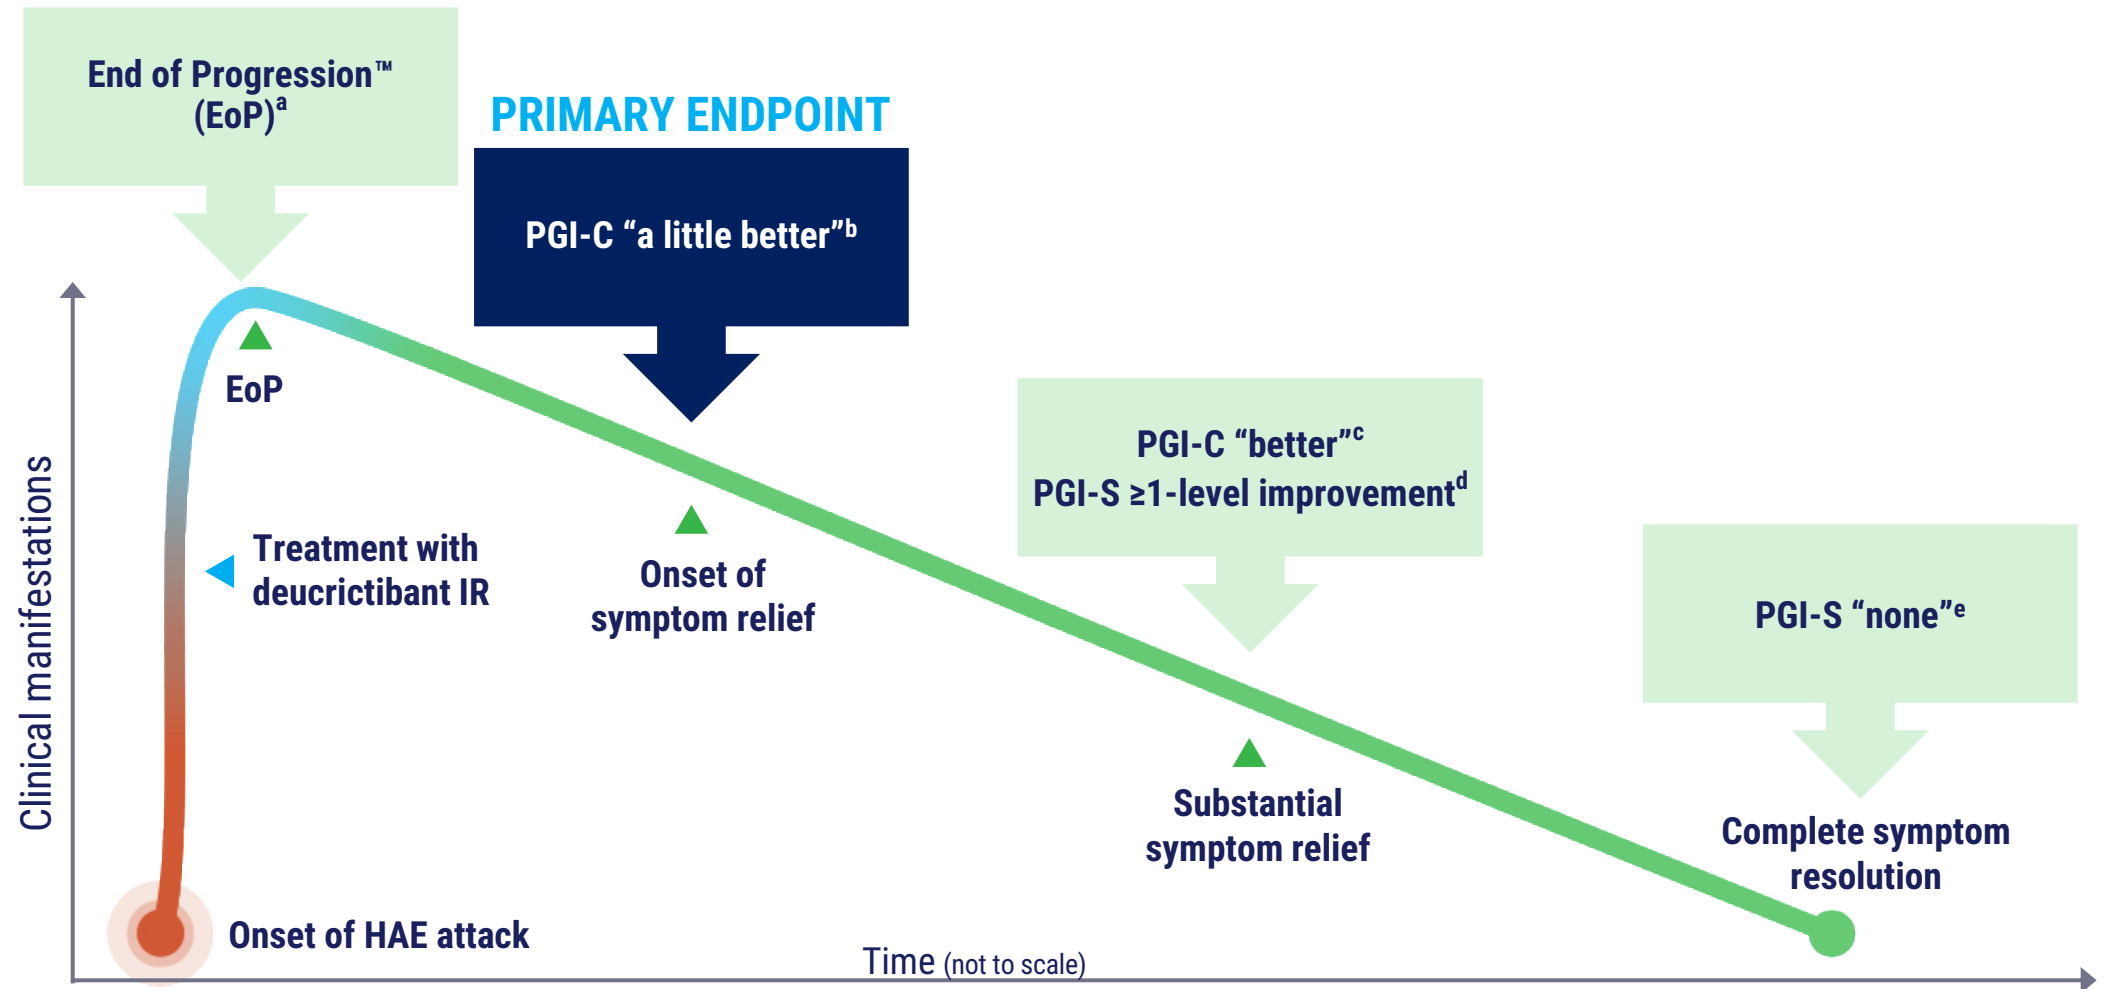 End of Progression™
(EoP)ᵃ
PRIMARY ENDPOINT
PGI-C “a little better”ᵇ
EoP
PGI-C “better”ᶜ
PGI-S ≥1-level improvementᵈ
Treatment with
deucrictibant IR
Onset of
symptom relief
PGI-S “none”ᵉ
Clinical manifestations
Substantial
symptom relief
Complete symptom
resolution
Onset of HAE attack
Time (not to scale)